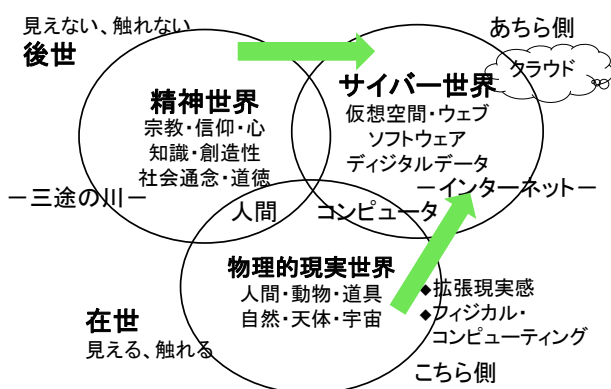 見えない、触れない
後世
あちら側
クラウド
精神世界
宗教・信仰・心
知識・創造性
社会通念・道徳
サイバー世界
仮想空間・ウェブ
ソフトウェア
ディジタルデータ
－インターネット－
－三途の川－
人間
コンピュータ
物理的現実世界
人間・動物・道具
自然・天体・宇宙
◆拡張現実感
◆フィジカル・
コンピューティング
在世
見える、触れる
こちら側